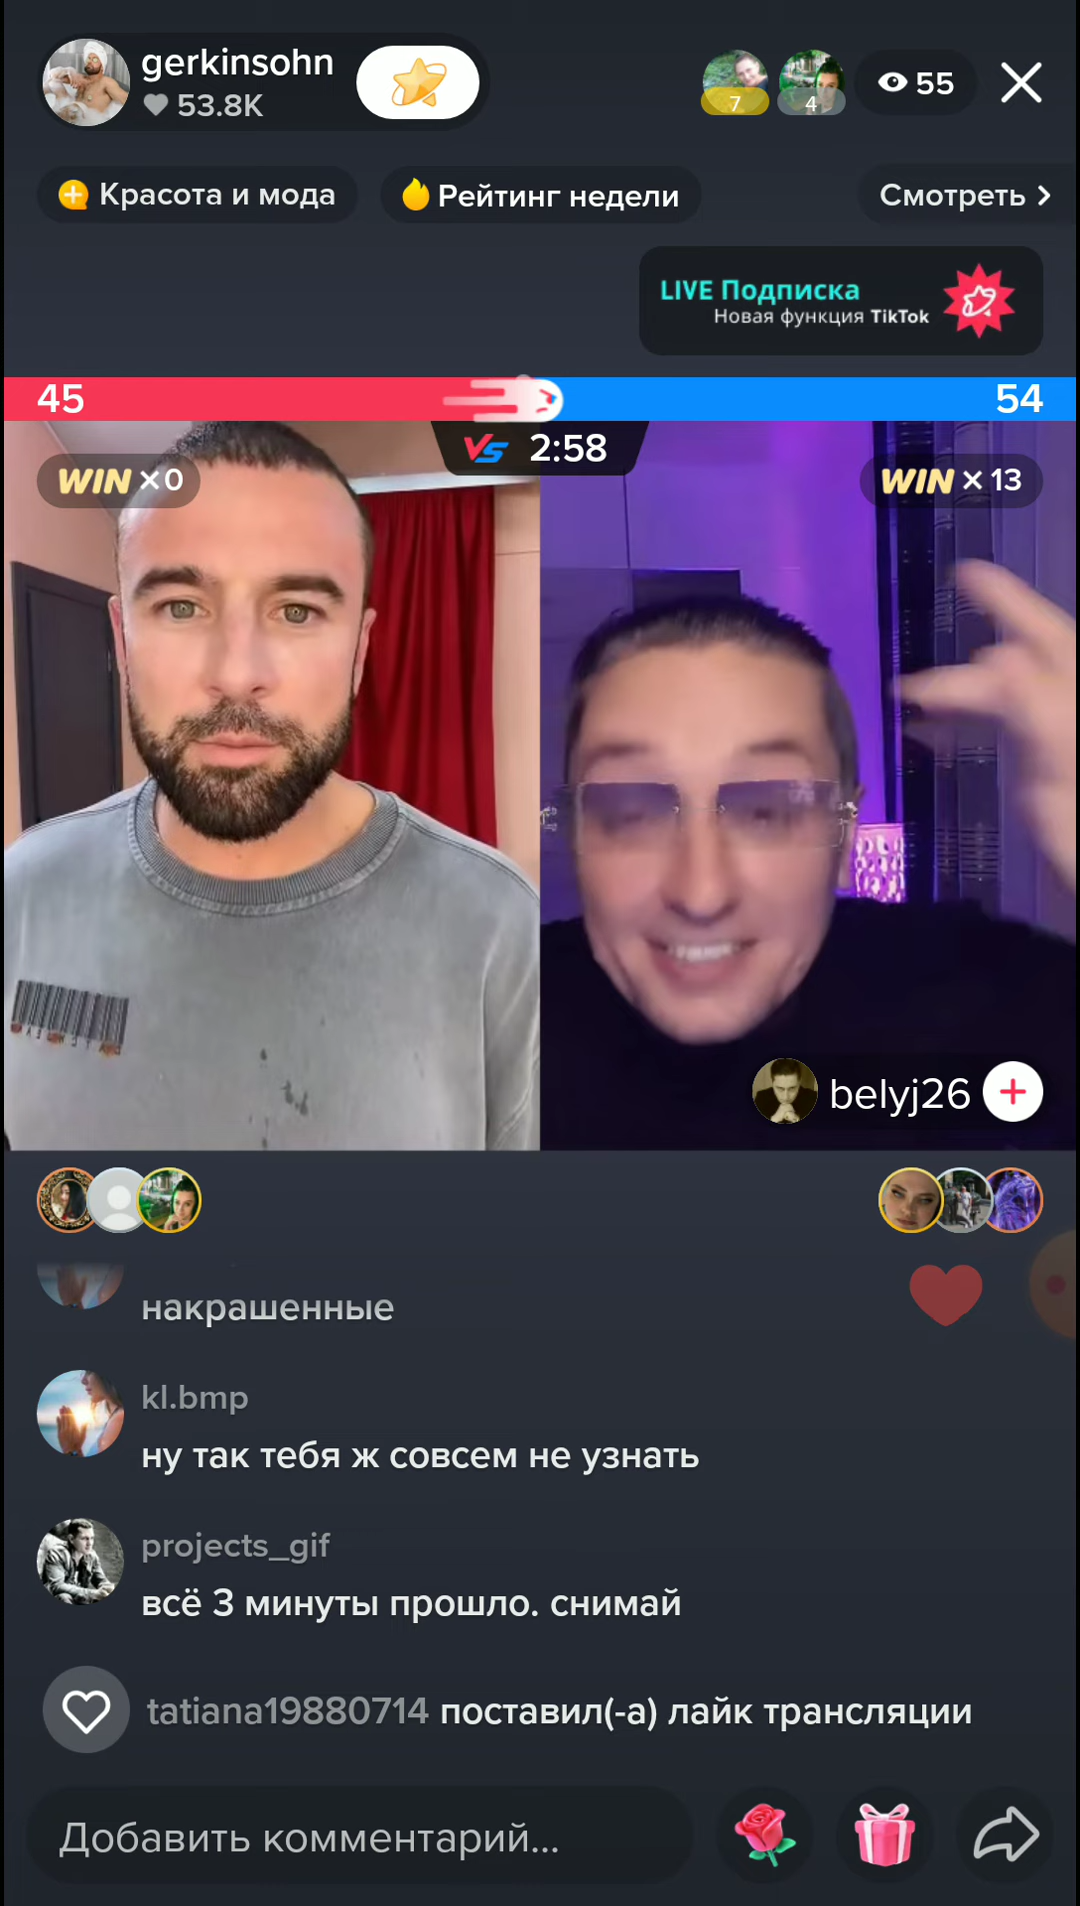 gerkinsohn
53.8K
7
4
55
Красота и мода
Рейтинг недели
Смотреть
LIVE Подписка
Новая функция TikTok
45
54
VS 2:58
WIN ×0
WIN × 13
belyj26
накрашенные
kl.bmp
ну так тебя ж совсем не узнать
projects_gif
всё 3 минуты прошло. снимай
tatiana19880714 поставил(-а) лайк трансляции
Добавить комментарий...